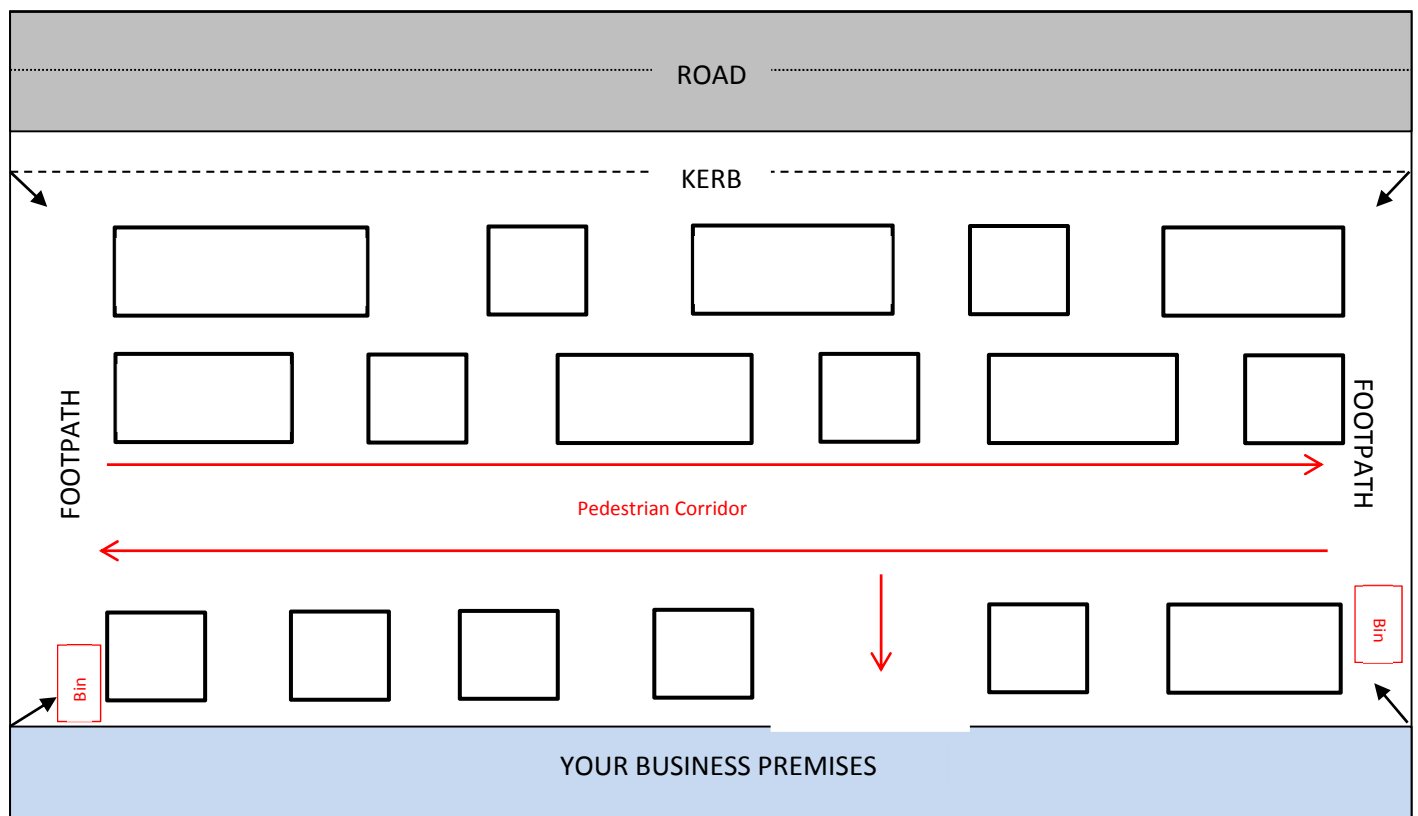 ROAD
KERB
FOOTPATH
FOOTPATH
Pedestrian Corridor
Bin
Bin
YOUR BUSINESS PREMISES